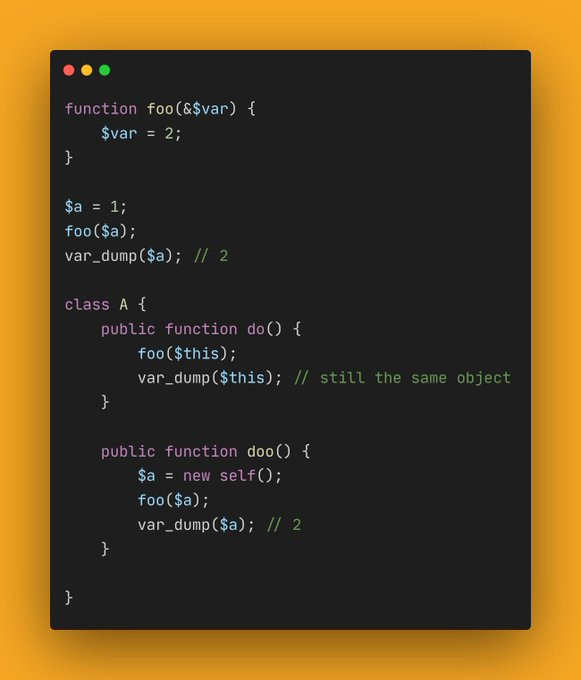 function foo(&$var) {
    $var = 2;
}

$a = 1;
foo($a);
var_dump($a); // 2

class A {
    public function do() {
        foo($this);
        var_dump($this); // still the same object
    }

    public function doo() {
        $a = new self();
        foo($a);
        var_dump($a); // 2
    }

}